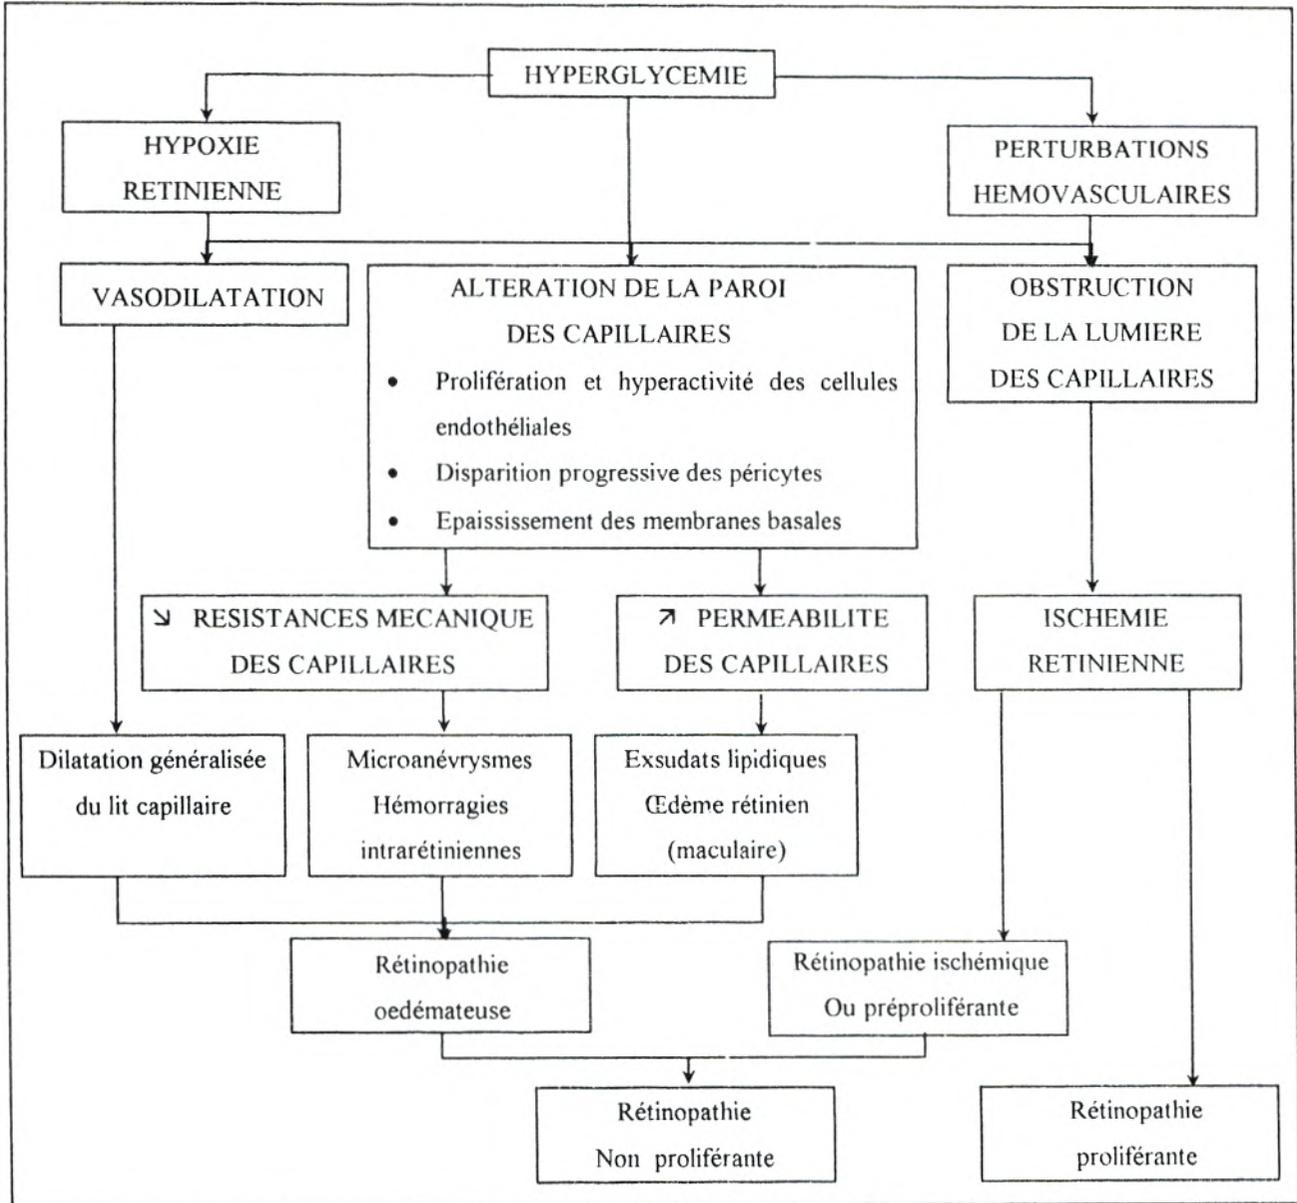 HYPERGLYCEMIE
HYPOXIE
RETINIENNE
PERTURBATIONS
HEMOVASCULAIRES
VASODILATATION
ALTERATION DE LA PAROI
DES CAPILLAIRES
• Prolifération et hyperactivité des cellules
endothéliales
• Disparition progressive des péricytes
• Epaississement des membranes basales
OBSTRUCTION
DE LA LUMIERE
DES CAPILLAIRES
↘ RESISTANCES MECANIQUE
DES CAPILLAIRES
↗ PERMEABILITE
DES CAPILLAIRES
ISCHEMIE
RETINIENNE
Dilatation généralisée
du lit capillaire
Microanévrysmes
Hémorragies
intrarétiniennes
Exsudats lipidiques
Œdème rétinien
(maculaire)
Rétinopathie
oedémateuse
Rétinopathie ischémique
Ou préproliférante
Rétinopathie
Non proliférante
Rétinopathie
proliférante